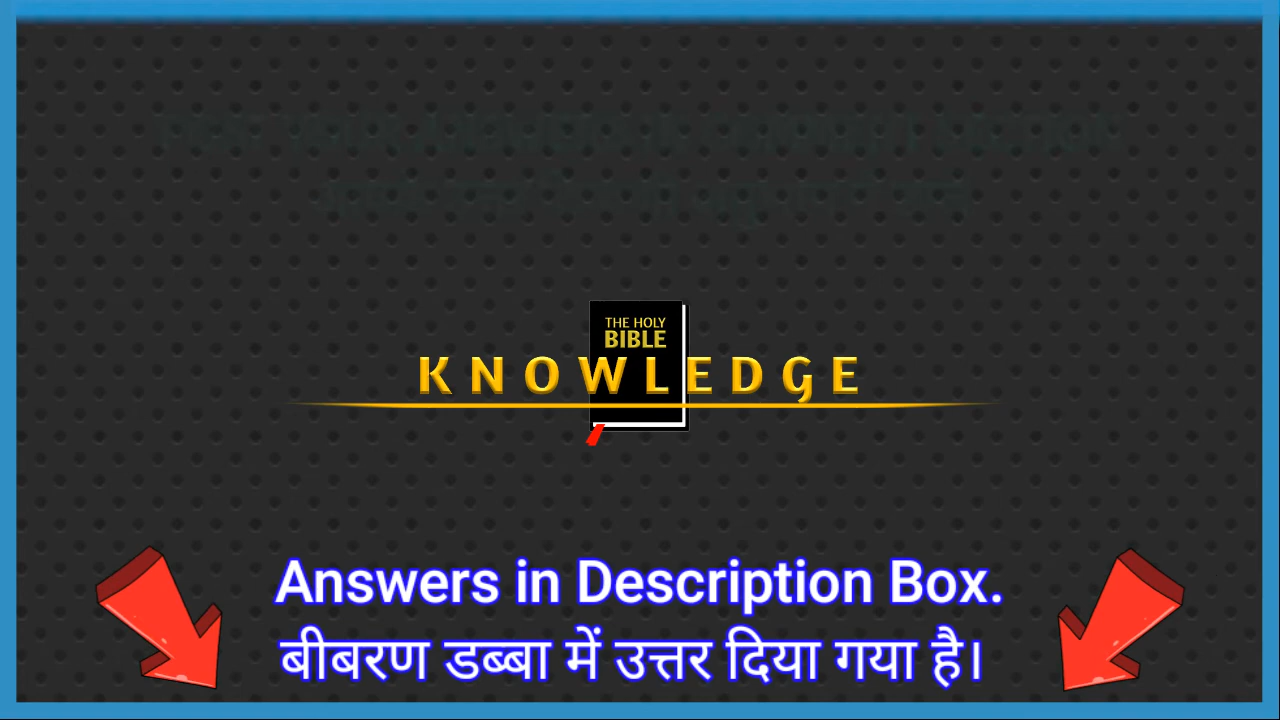 THE HOLY
BIBLE
KNOWLEDGE
Answers in Description Box.
बीबरण डब्बा में उत्तर दिया गया है।